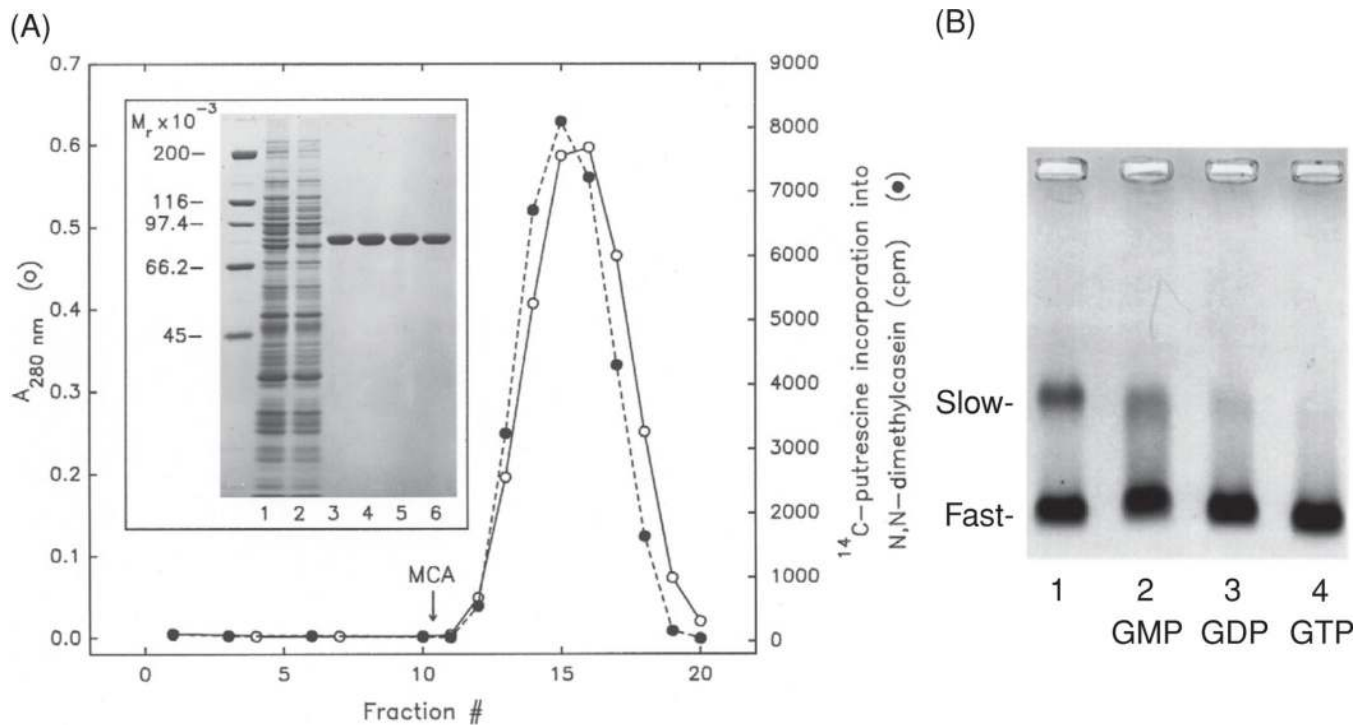 (A)
0.7
0.6
0.5
0.4
0.3
0.2
0.1
0.0
A280 nm (o)
Mr x 10-3
200-
116-
97.4-
66.2-
45-
1 2 3 4 5 6
MCA
0 5 10 15 20
Fraction #
9000
8000
7000
6000
5000
4000
3000
2000
1000
0
14C-putrescine incorporation into
N,N-dimethylcasein (cpm) (●)
(B)
Slow-
Fast-
1 2 3 4
GMP GDP GTP